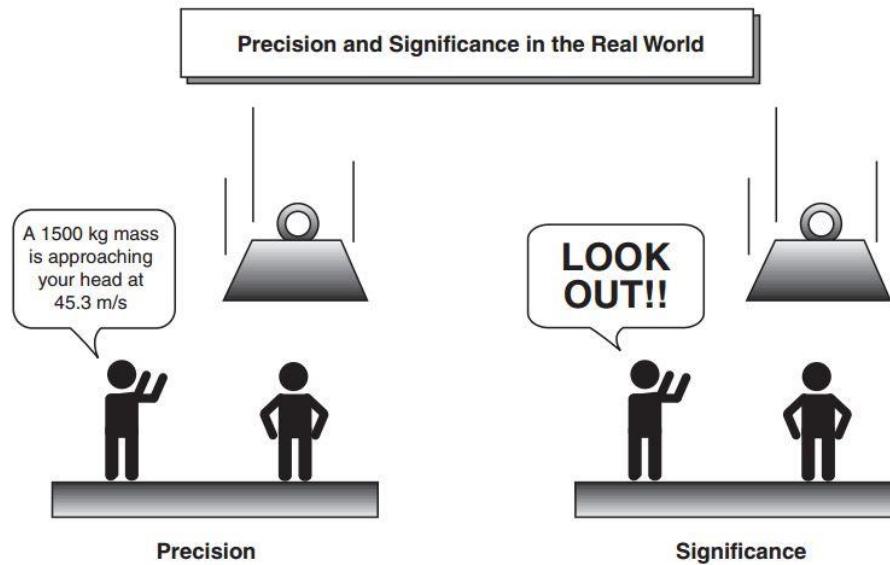 Precision and Significance in the Real World
A 1500 kg mass
is approaching
your head at
45.3 m/s
LOOK
OUT!!
Precision
Significance